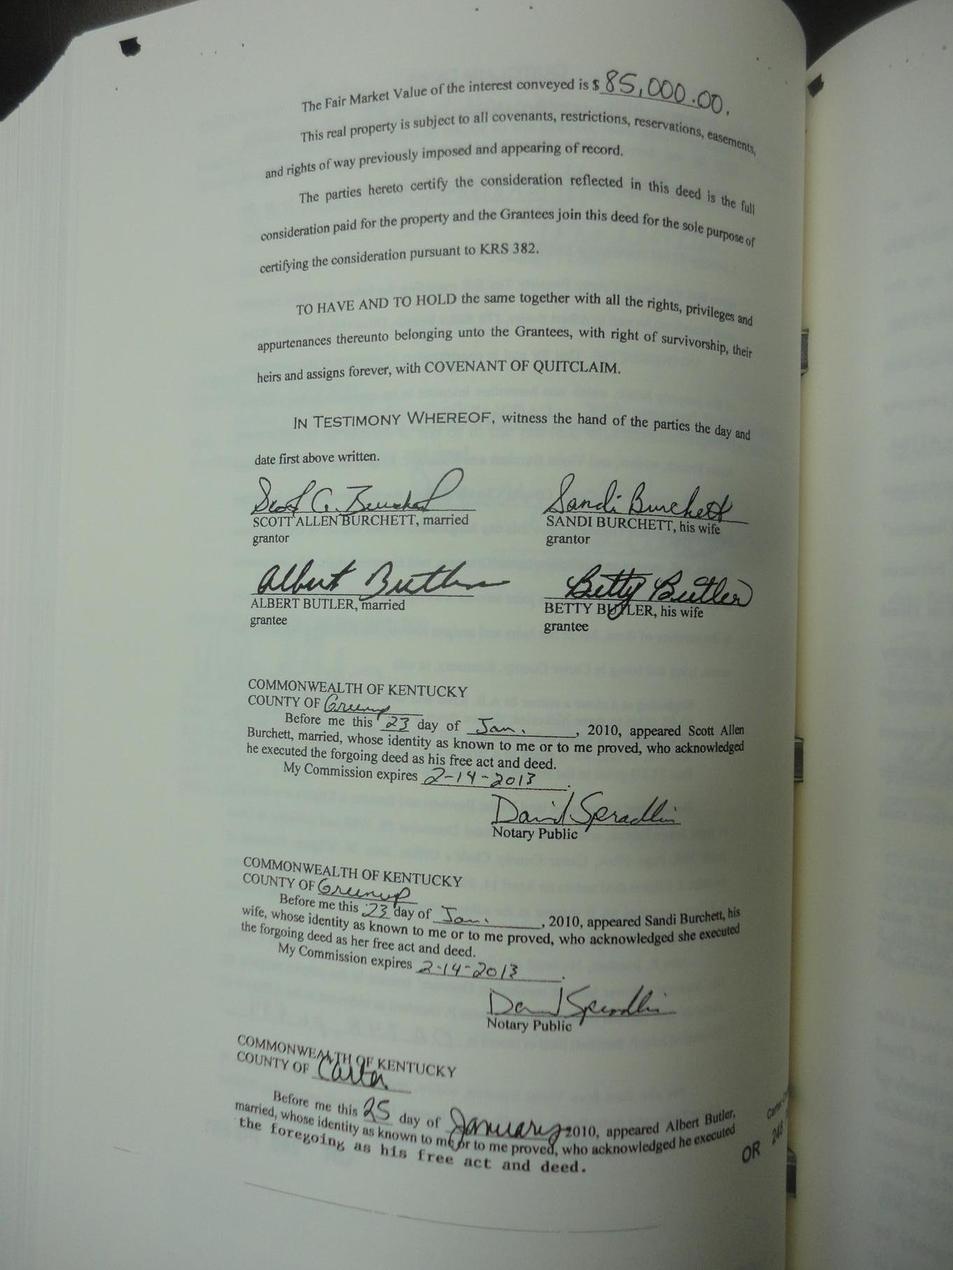 The Fair Market Value of the interest conveyed is $ 85,000.00.
This real property is subject to all covenants, restrictions, reservations, easements,
and rights of way previously imposed and appearing of record.
The parties hereto certify the consideration reflected in this deed is the full
consideration paid for the property and the Grantees join this deed for the sole purpose of
certifying the consideration pursuant to KRS 382.
TO HAVE AND TO HOLD the same together with all the rights, privileges and
appurtenances thereunto belonging unto the Grantees, with right of survivorship, their
heirs and assigns forever, with COVENANT OF QUITCLAIM.
IN TESTIMONY WHEREOF, witness the hand of the parties the day and
date first above written.
Scott A. Burchett Sandi Burchett
SCOTT ALLEN BURCHETT, married SANDI BURCHETT, his wife
grantor grantor
Albert Butler Betty Butler
ALBERT BUTLER, married BETTY BUTLER, his wife
grantee grantee
COMMONWEALTH OF KENTUCKY
COUNTY OF Greenup
Before me this 23 day of Jan. , 2010, appeared Scott Allen
Burchett, married, whose identity as known to me or to me proved, who acknowledged
he executed the forgoing deed as his free act and deed.
My Commission expires 2-14-2013.
David Spradlin
Notary Public
COMMONWEALTH OF KENTUCKY
COUNTY OF Greenup
Before me this 23 day of Jan. , 2010, appeared Sandi Burchett, his
wife, whose identity as known to me or to me proved, who acknowledged she executed
the forgoing deed as her free act and deed.
My Commission expires 2-14-2013.
David Spradlin
Notary Public
COMMONWEALTH OF KENTUCKY
COUNTY OF Carter
Before me this 25 day of January 2010, appeared Albert Butler,
married, whose identity as known to me or to me proved, who acknowledged he executed
the foregoing as his free act and deed.
OR